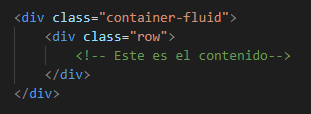 <div class="container-fluid">
    <div class="row">
        <!-- Este es el contenido-->
    </div>
</div>